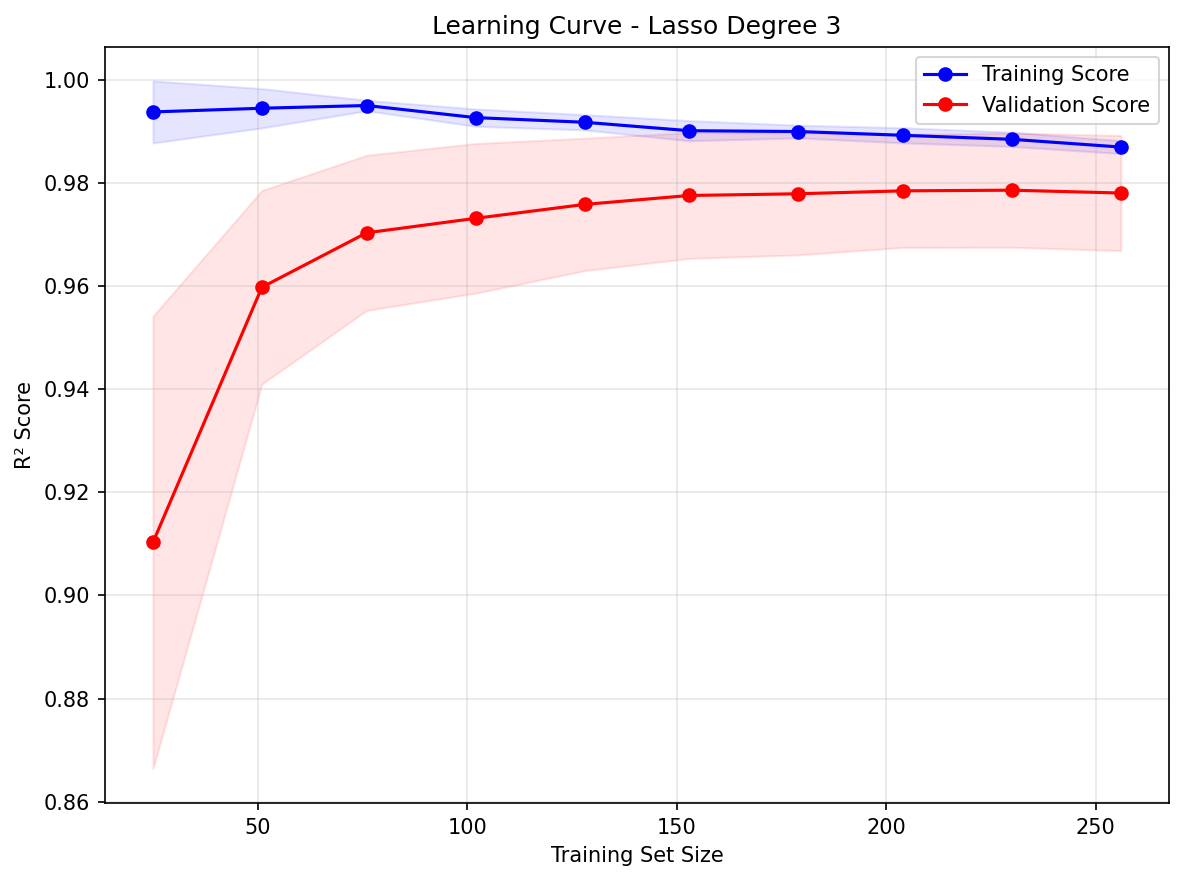 Learning Curve - Lasso Degree 3
Training Score
Validation Score
R² Score
1.00
0.98
0.96
0.94
0.92
0.90
0.88
0.86
50
100
150
200
250
Training Set Size